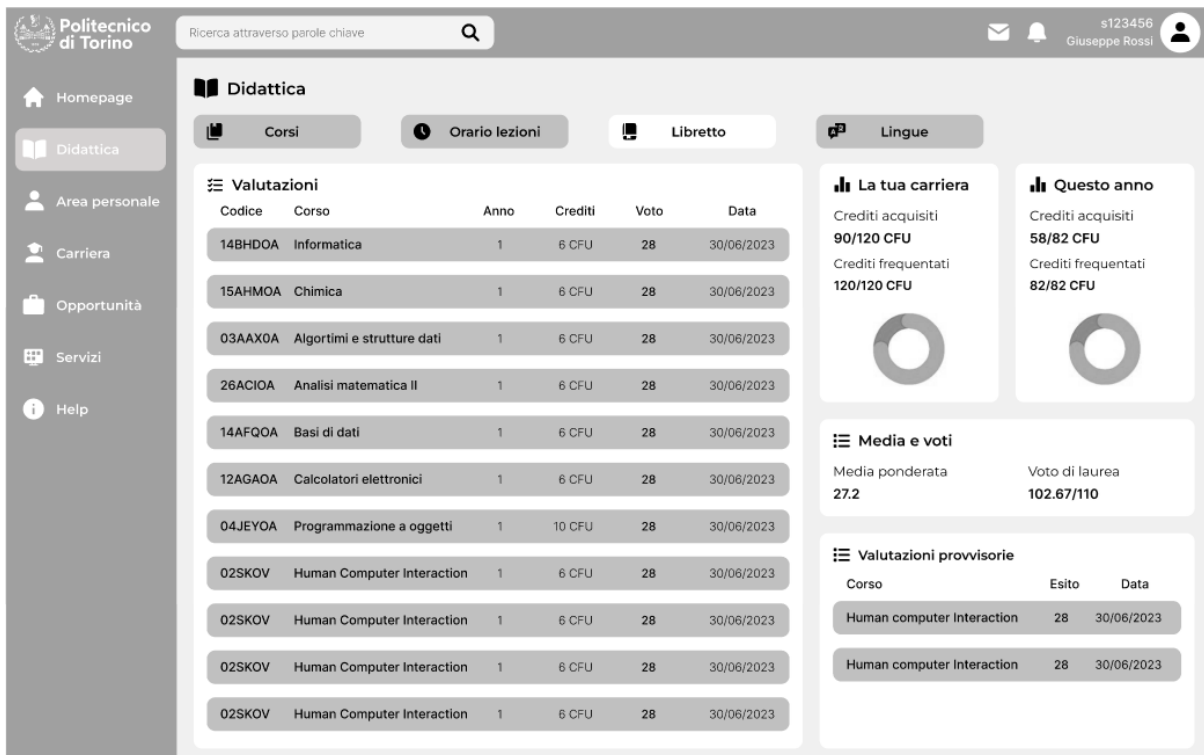 Politecnico
di Torino
Ricerca attraverso parole chiave
s123456
Giuseppe Rossi
Homepage
Didattica
Area personale
Carriera
Opportunità
Servizi
Help
Didattica
Corsi
Orario lezioni
Libretto
Lingue
Valutazioni
Codice Corso Anno Crediti Voto Data
14BHDOA Informatica 1 6 CFU 28 30/06/2023
15AHMOA Chimica 1 6 CFU 28 30/06/2023
03AAX0A Algortimi e strutture dati 1 6 CFU 28 30/06/2023
26ACIOA Analisi matematica II 1 6 CFU 28 30/06/2023
14AFQOA Basi di dati 1 6 CFU 28 30/06/2023
12AGAOA Calcolatori elettronici 1 6 CFU 28 30/06/2023
04JEYOA Programmazione a oggetti 1 10 CFU 28 30/06/2023
02SKOV Human Computer Interaction 1 6 CFU 28 30/06/2023
02SKOV Human Computer Interaction 1 6 CFU 28 30/06/2023
02SKOV Human Computer Interaction 1 6 CFU 28 30/06/2023
02SKOV Human Computer Interaction 1 6 CFU 28 30/06/2023
La tua carriera
Crediti acquisiti
90/120 CFU
Crediti frequentati
120/120 CFU
Questo anno
Crediti acquisiti
58/82 CFU
Crediti frequentati
82/82 CFU
Media e voti
Media ponderata
27.2
Voto di laurea
102.67/110
Valutazioni provvisorie
Corso Esito Data
Human computer Interaction 28 30/06/2023
Human computer Interaction 28 30/06/2023